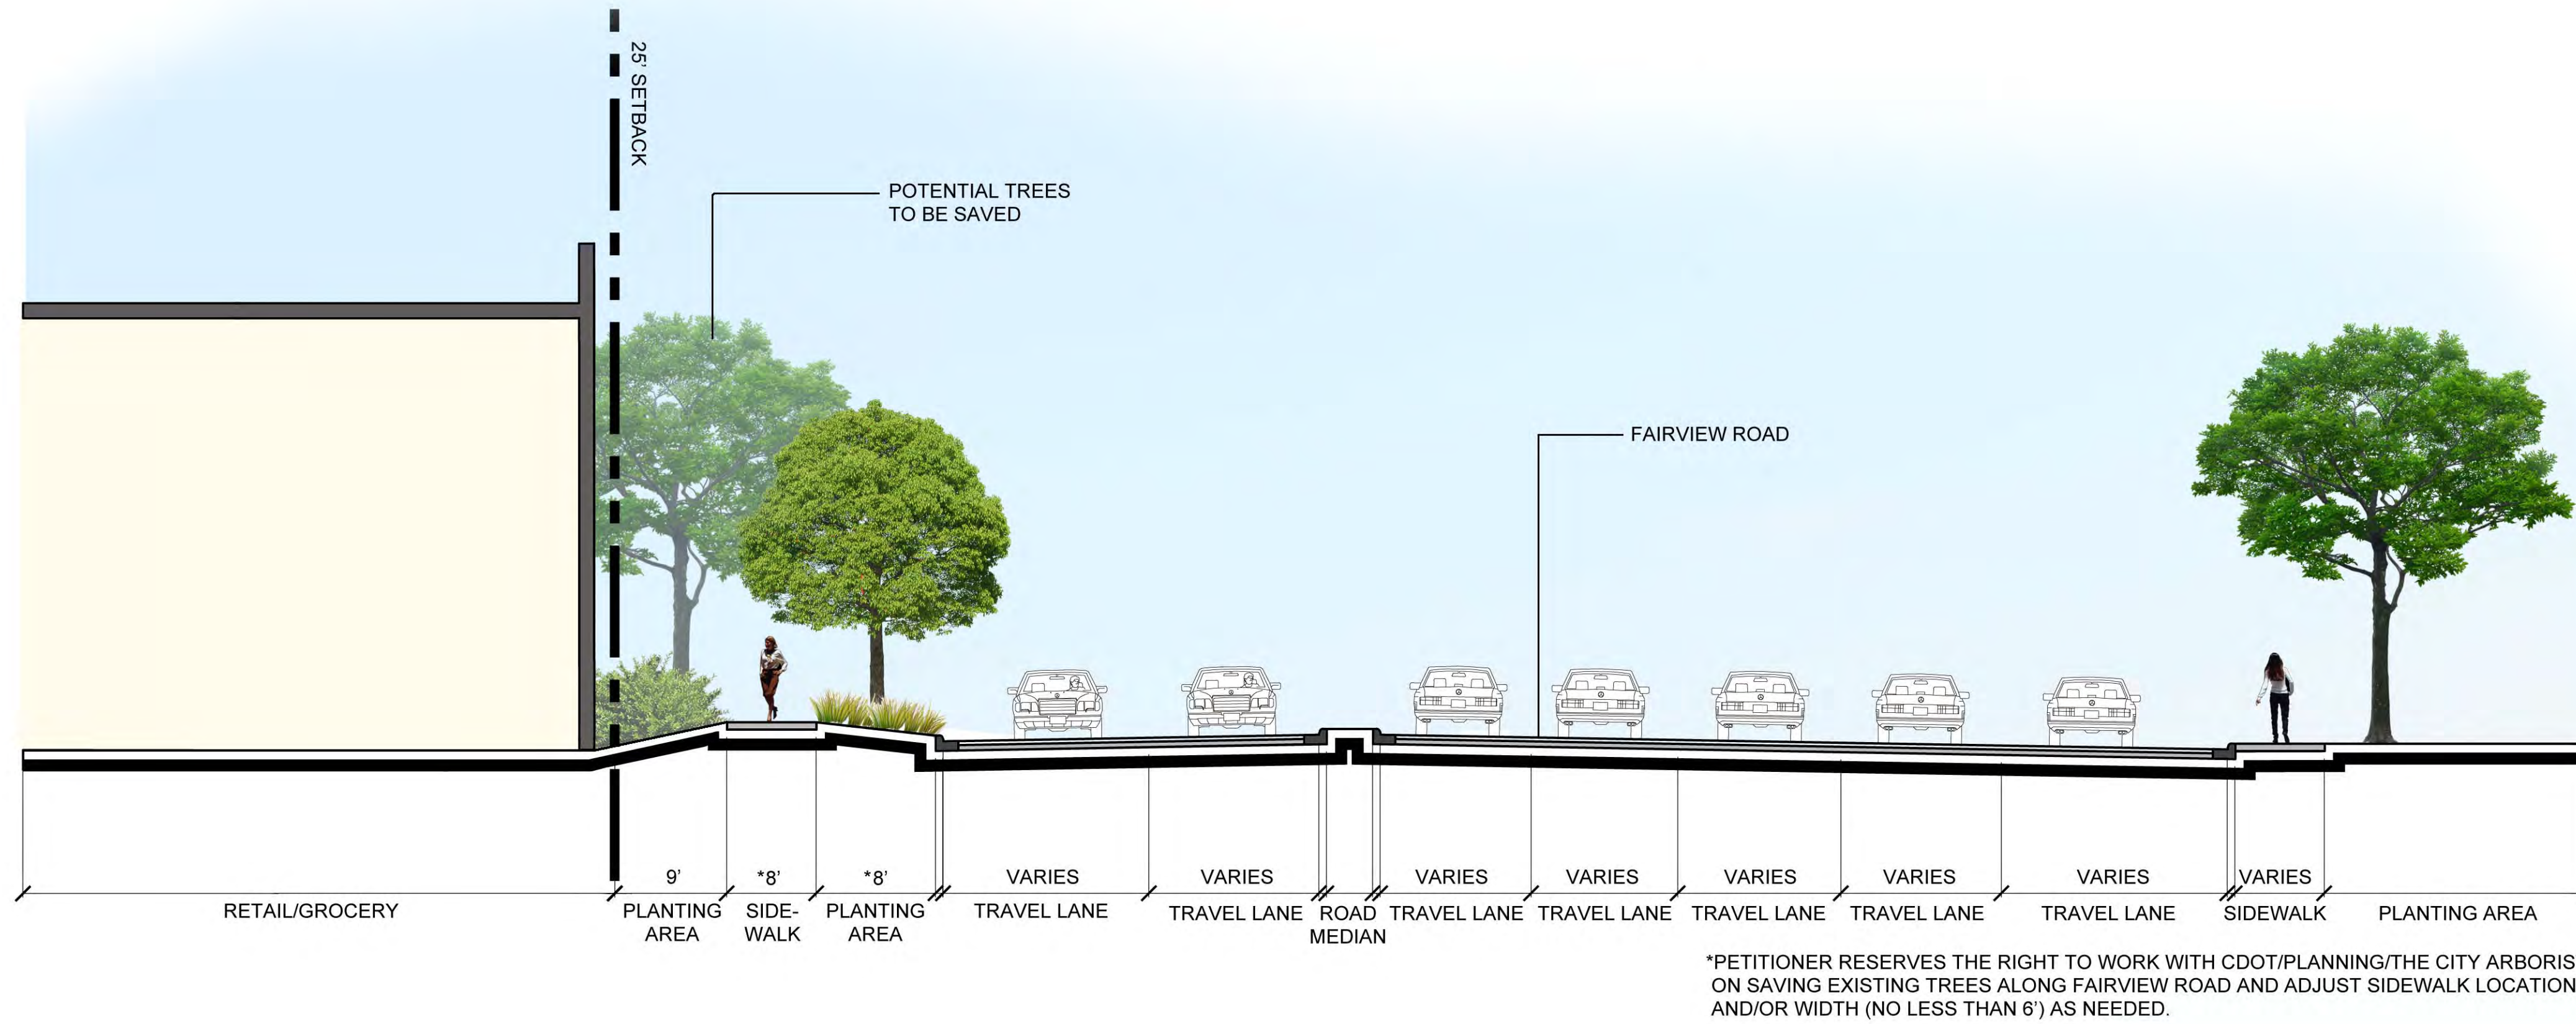 25' SETBACK
POTENTIAL TREES
TO BE SAVED
FAIRVIEW ROAD
9’
*8’
*8’
VARIES
VARIES
VARIES
VARIES
VARIES
VARIES
VARIES
VARIES
RETAIL/GROCERY
PLANTING
AREA
SIDE-
WALK
PLANTING
AREA
TRAVEL LANE
TRAVEL LANE
ROAD
MEDIAN
TRAVEL LANE
TRAVEL LANE
TRAVEL LANE
TRAVEL LANE
TRAVEL LANE
SIDEWALK
PLANTING AREA
*PETITIONER RESERVES THE RIGHT TO WORK WITH CDOT/PLANNING/THE CITY ARBORIS
ON SAVING EXISTING TREES ALONG FAIRVIEW ROAD AND ADJUST SIDEWALK LOCATION
AND/OR WIDTH (NO LESS THAN 6’) AS NEEDED.